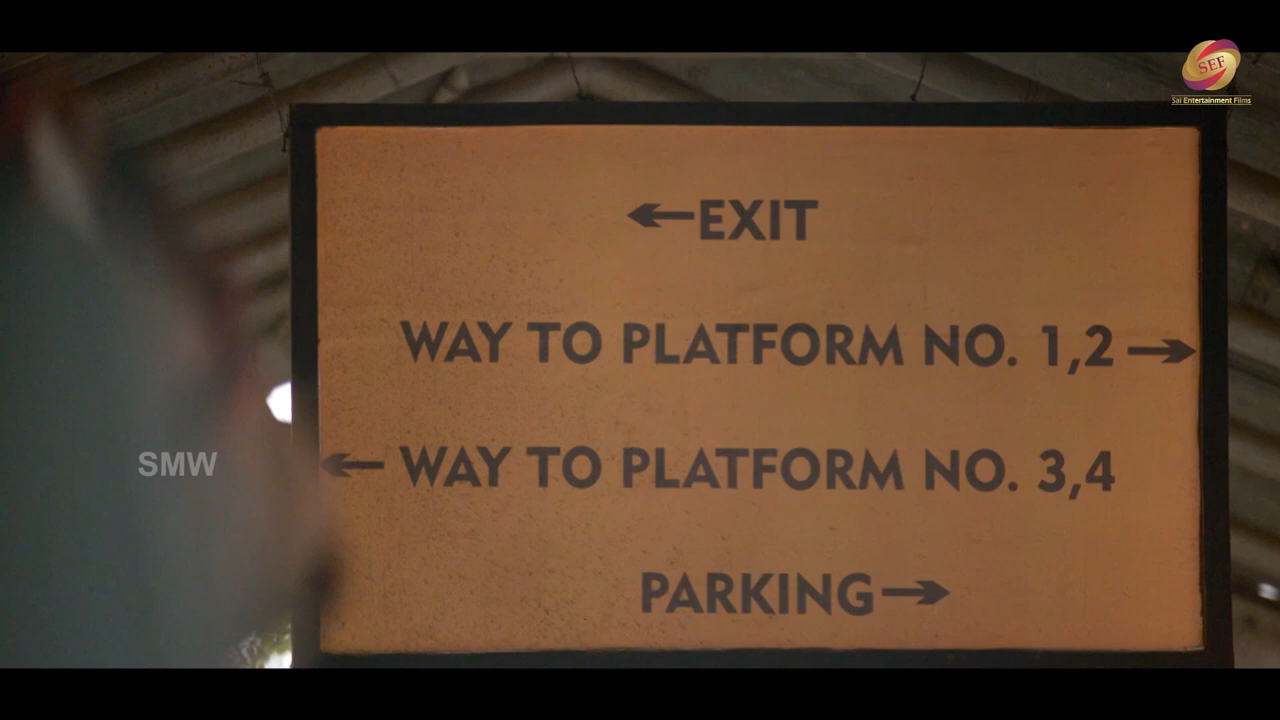 SEF
Sai Entertainment Films
←EXIT
WAY TO PLATFORM NO. 1,2 →
← WAY TO PLATFORM NO. 3,4
SMW
PARKING→